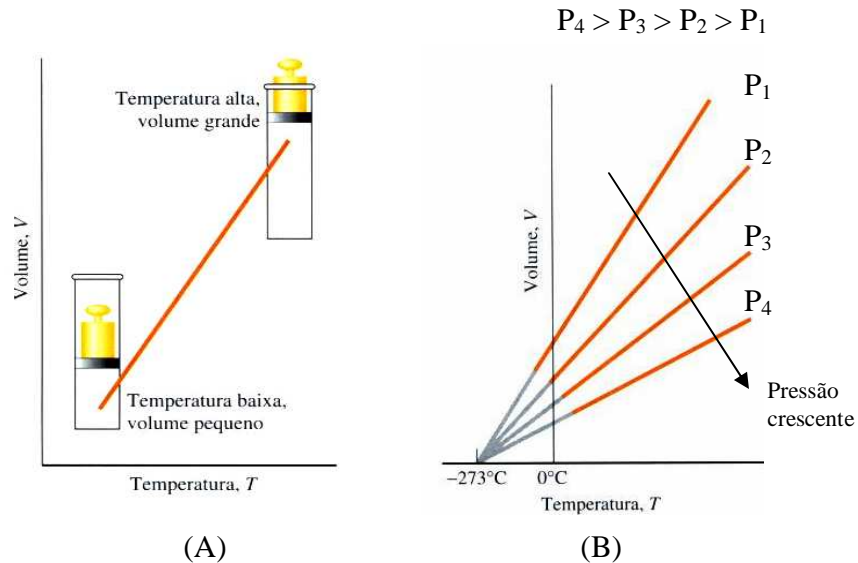 P4 > P3 > P2 > P1
Temperatura alta,
volume grande
Volume, V
Temperatura baixa,
volume pequeno
Temperatura, T
(A)
P1
P2
P3
P4
Volume, V
Pressão
crescente
−273°C
0°C
Temperatura, T
(B)